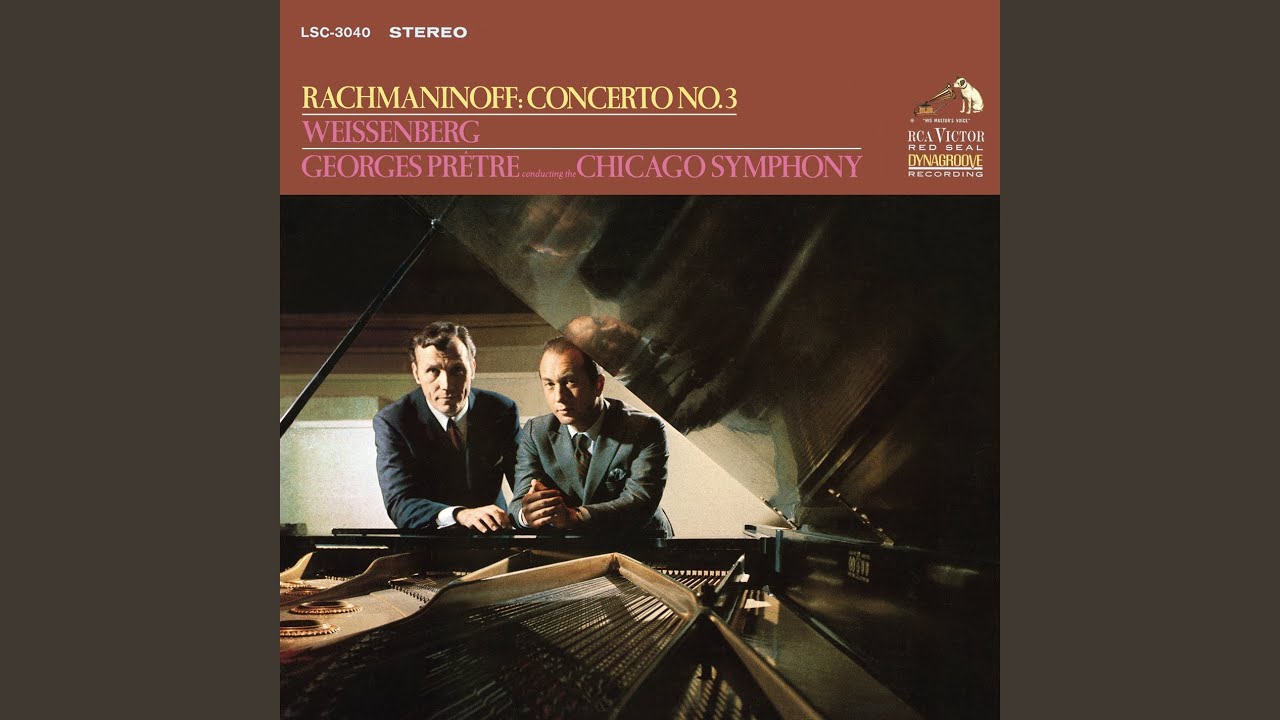 LSC-3040 STEREO
RACHMANINOFF: CONCERTO NO. 3
WEISSENBERG
GEORGES PRÊTRE conducting the CHICAGO SYMPHONY
"HIS MASTER'S VOICE"
RCA VICTOR
RED SEAL
DYNAGROOVE
RECORDING